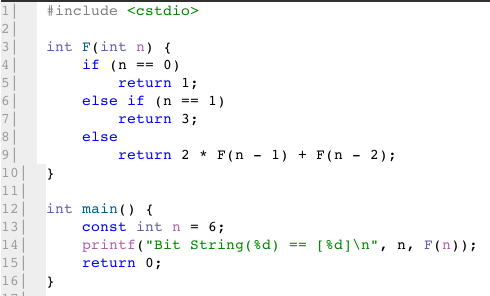 1| #include <cstdio>
2|
3| int F(int n) {
4|     if (n == 0)
5|         return 1;
6|     else if (n == 1)
7|         return 3;
8|     else
9|         return 2 * F(n - 1) + F(n - 2);
10| }
11|
12| int main() {
13|     const int n = 6;
14|     printf("Bit String(%d) == [%d]\n", n, F(n));
15|     return 0;
16| }